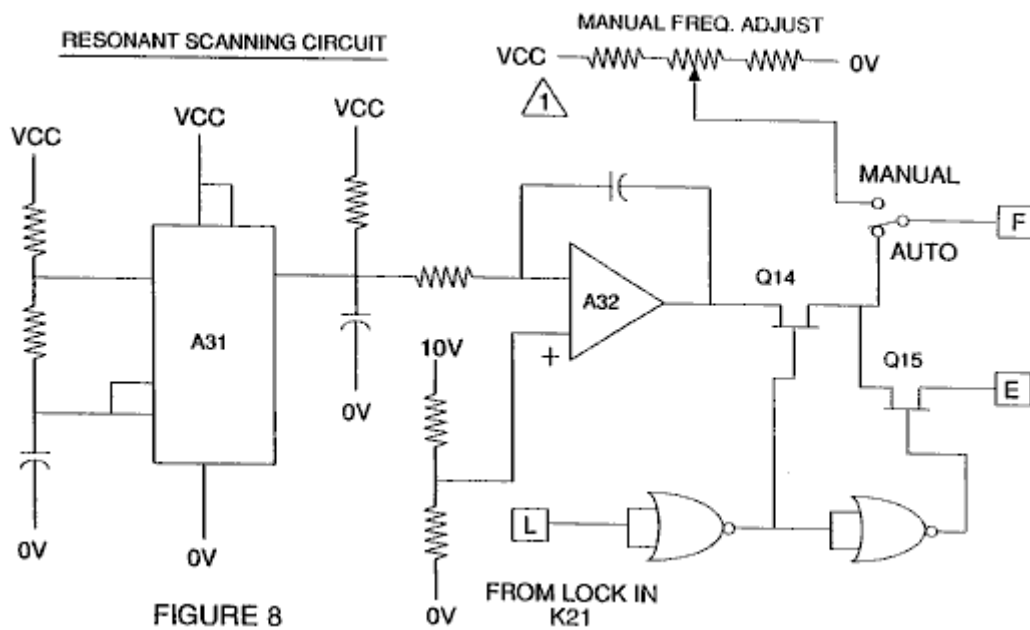 RESONANT SCANNING CIRCUIT
MANUAL FREQ. ADJUST
VCC
0V
1
VCC
VCC
VCC
MANUAL
F
AUTO
Q14
A32
A31
+
10V
Q15
E
0V
L
0V
0V
FROM LOCK IN
K21
0V
FIGURE 8